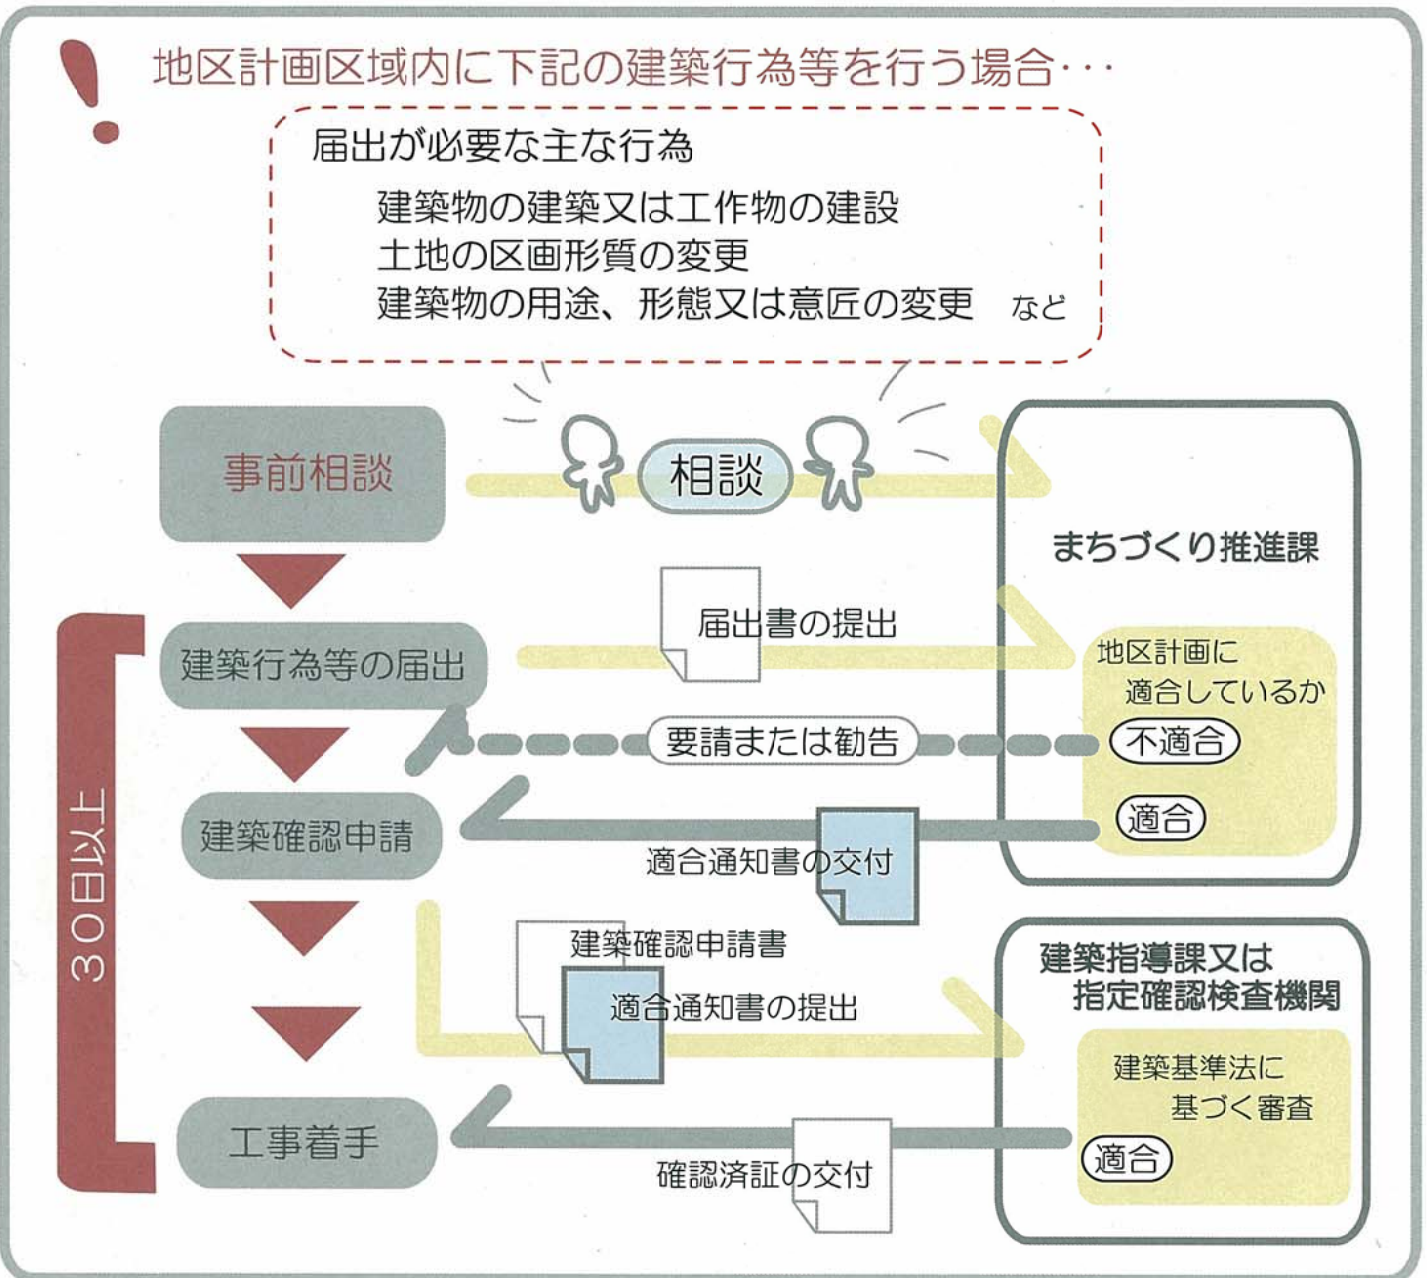 地区計画区域内に下記の建築行為等を行う場合･･･
届出が必要な主な行為
建築物の建築又は工作物の建設
土地の区画形質の変更
建築物の用途、形態又は意匠の変更　など
事前相談
相談
まちづくり推進課
建築行為等の届出
届出書の提出
地区計画に
適合しているか
不適合
要請または勧告
適合
建築確認申請
適合通知書の交付
30日以上
建築確認申請書
適合通知書の提出
建築指導課又は
指定確認検査機関
建築基準法に
基づく審査
適合
工事着手
確認済証の交付